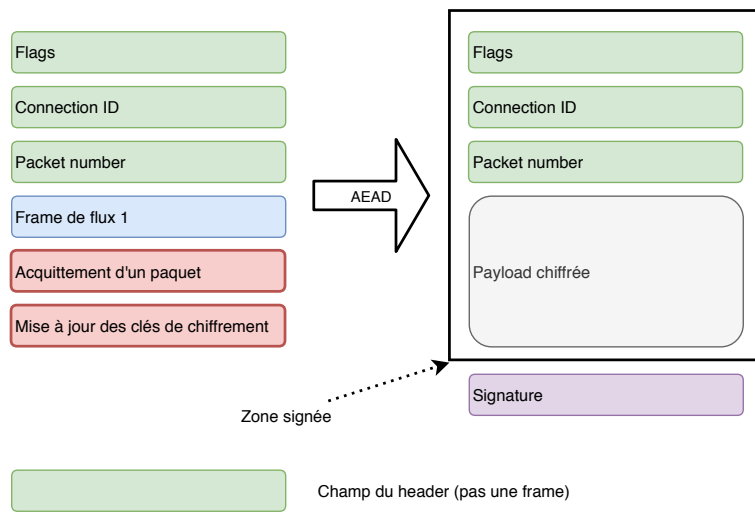 Flags
Connection ID
Packet number
Frame de flux 1
Acquittement d'un paquet
Mise à jour des clés de chiffrement
AEAD
Flags
Connection ID
Packet number
Payload chiffrée
Signature
Zone signée
Champ du header (pas une frame)